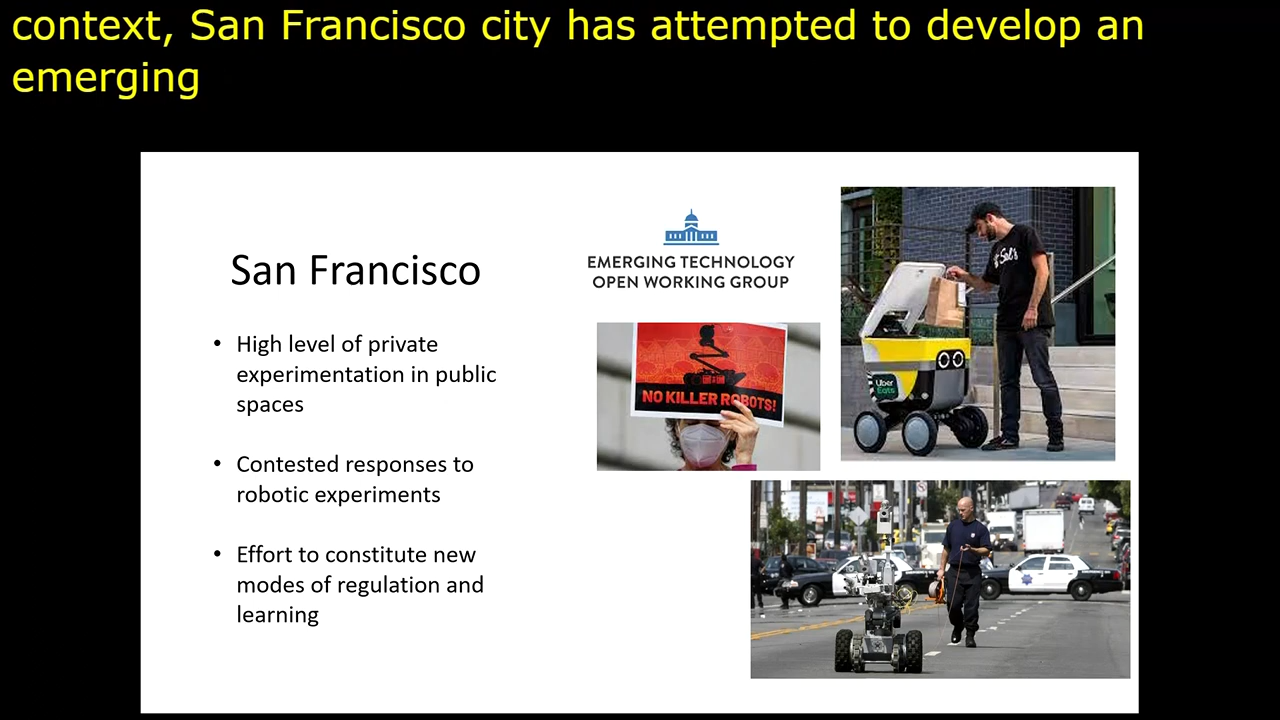 context, San Francisco city has attempted to develop an
emerging
San Francisco
• High level of private
experimentation in public
spaces
• Contested responses to
robotic experiments
• Effort to constitute new
modes of regulation and
learning
EMERGING TECHNOLOGY
OPEN WORKING GROUP
NO KILLER ROBOTS!
Uber
Eats